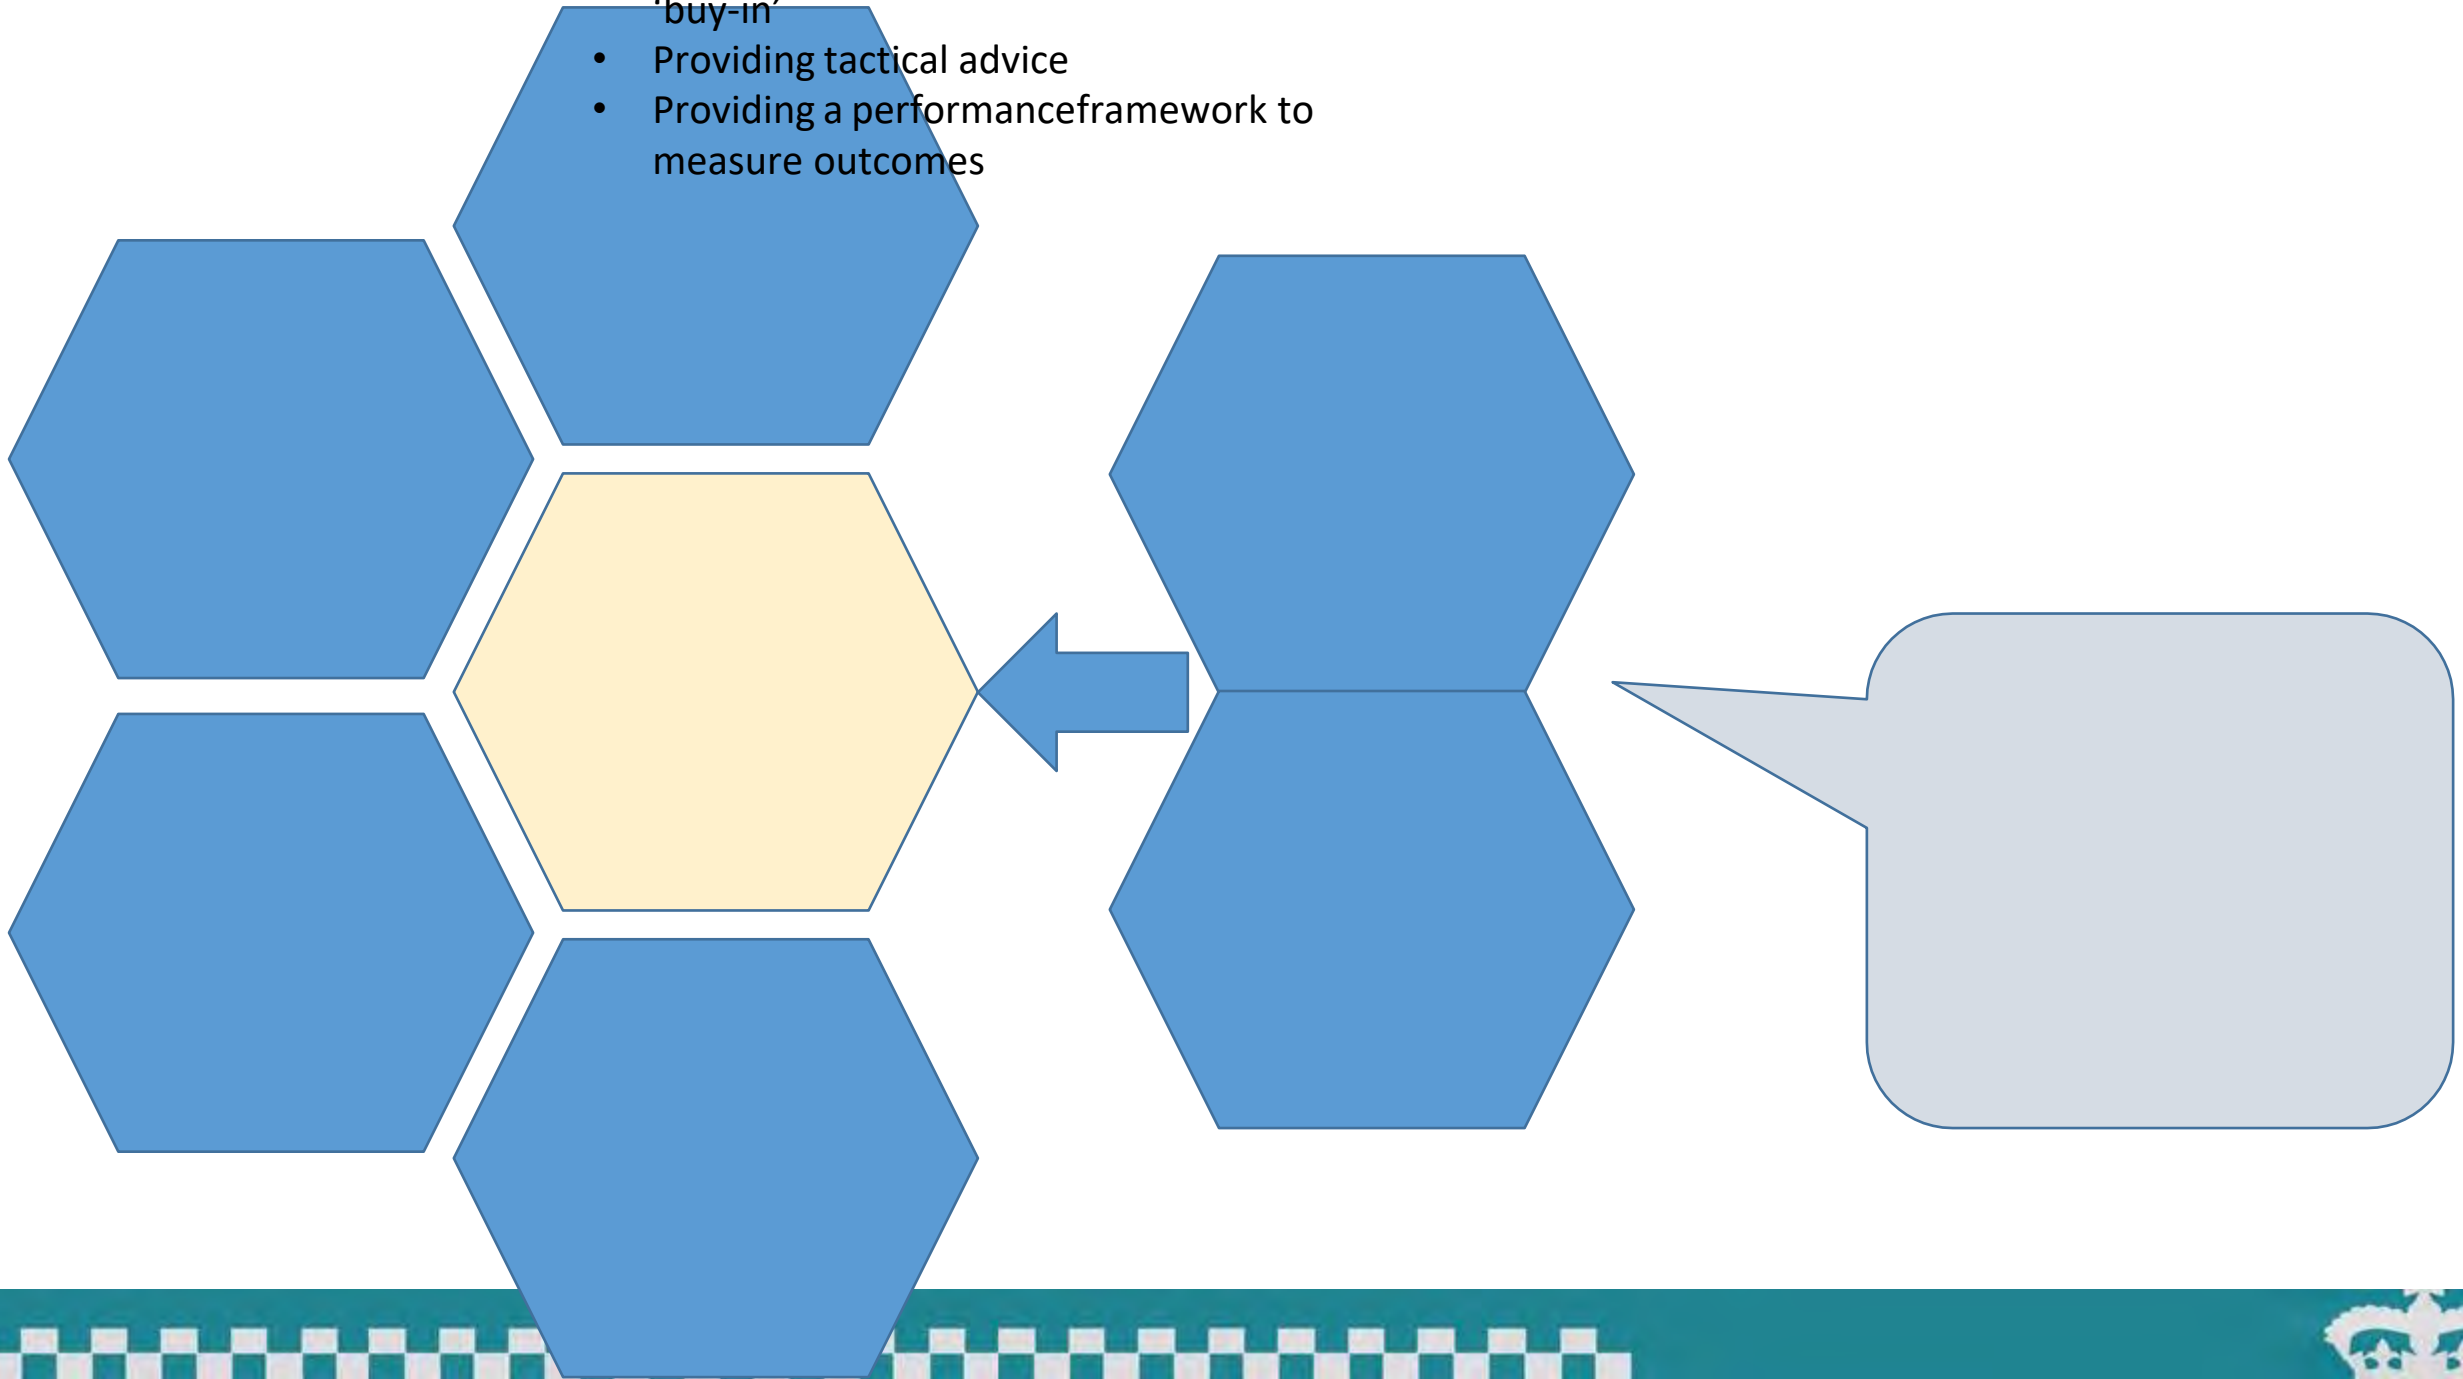 ‘buy-in’
• Providing tactical advice
• Providing a performanceframework to
measure outcomes